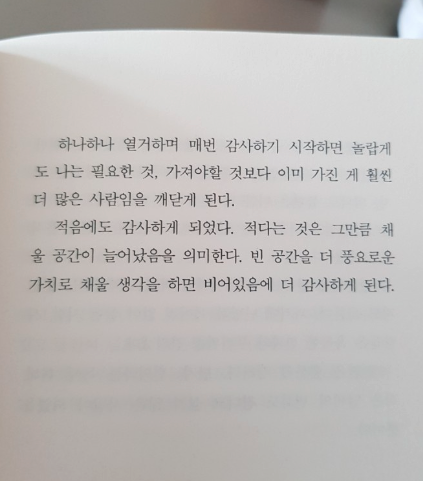 하나하나 열거하며 매번 감사하기 시작하면 놀랍게
도 나는 필요한 것, 가져야할 것보다 이미 가진 게 훨씬
더 많은 사람임을 깨닫게 된다.
적음에도 감사하게 되었다. 적다는 것은 그만큼 채
울 공간이 늘어났음을 의미한다. 빈 공간을 더 풍요로운
가치로 채울 생각을 하면 비어있음에 더 감사하게 된다.